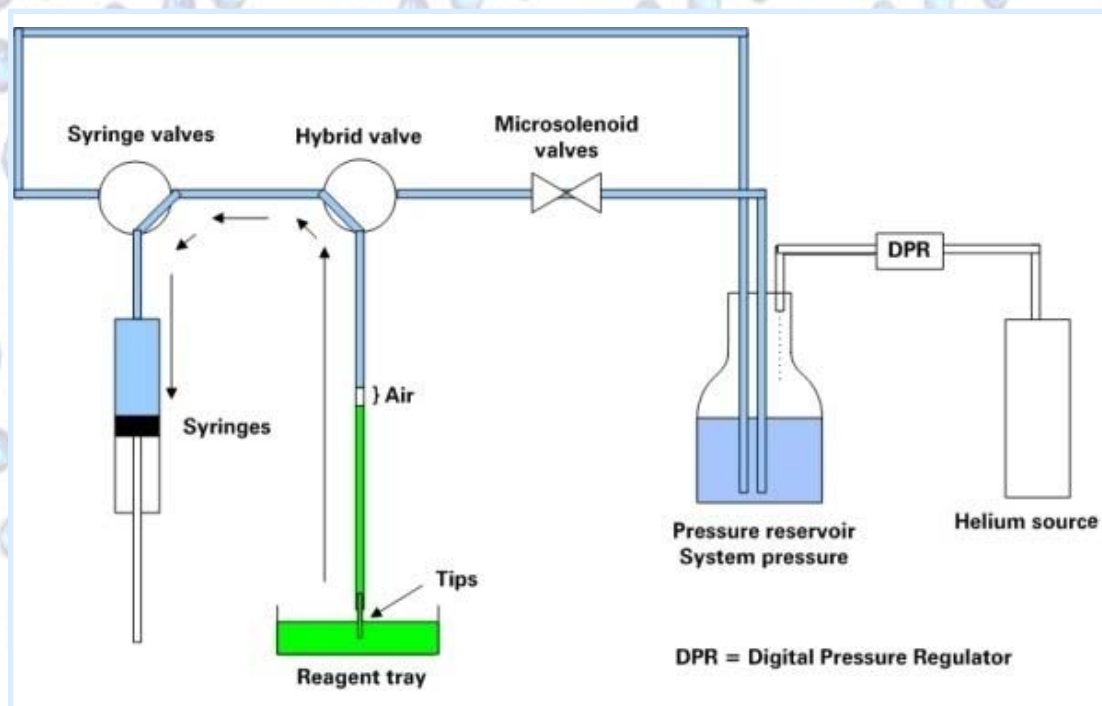 Syringe valves
Hybrid valve
Microsolenoid
valves
DPR
} Air
Syringes
Pressure reservoir
System pressure
Helium source
Tips
Reagent tray
DPR = Digital Pressure Regulator